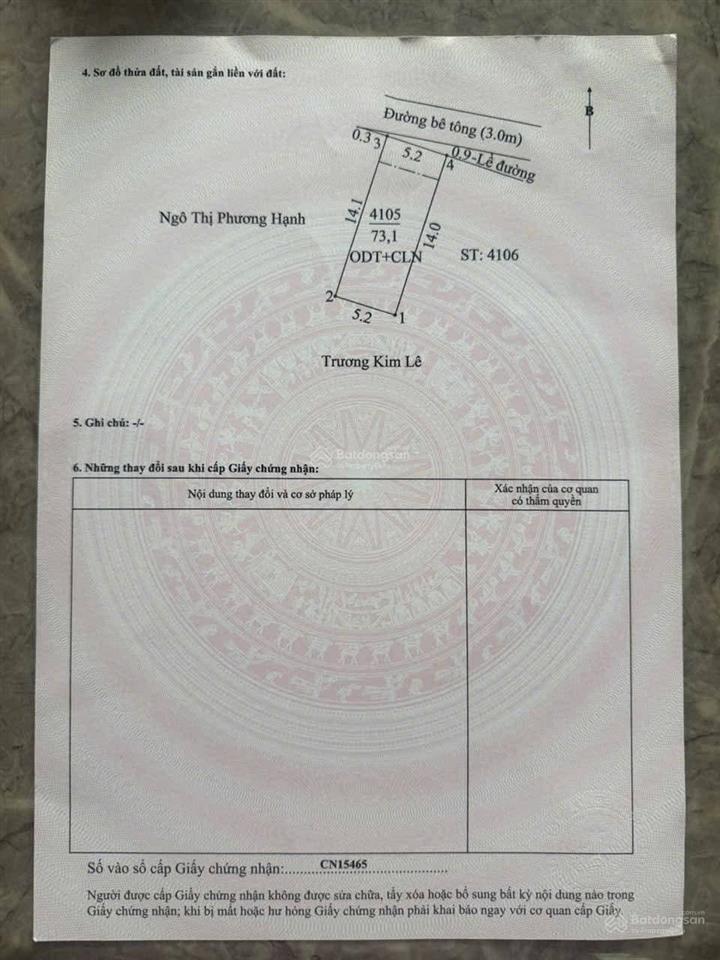 4. Sơ đồ thửa đất, tài sản gắn liền với đất:
B
Đường bê tông (3.0m)
0.3
3
5.2
0.9-Lề đường
4
14.1
4105
73,1
ODT+CLN
14.0
Ngô Thị Phương Hạnh
ST: 4106
2
5.2
1
Trương Kim Lê
5. Ghi chú: -/-
Batdongsan
by PropertyGuru
6. Những thay đổi sau khi cấp Giấy chứng nhận:
Nội dung thay đổi và cơ sở pháp lý
Xác nhận của cơ quan
có thẩm quyền
Số vào sổ cấp Giấy chứng nhận: CN15465
Người được cấp Giấy chứng nhận không được sửa chữa, tẩy xóa hoặc bổ sung bất kỳ nội dung nào trong
Giấy chứng nhận; khi bị mất hoặc hư hỏng Giấy chứng nhận phải khai báo ngay với cơ quan cấp Giấy.
Batdongsan
.com.vn
by PropertyGuru